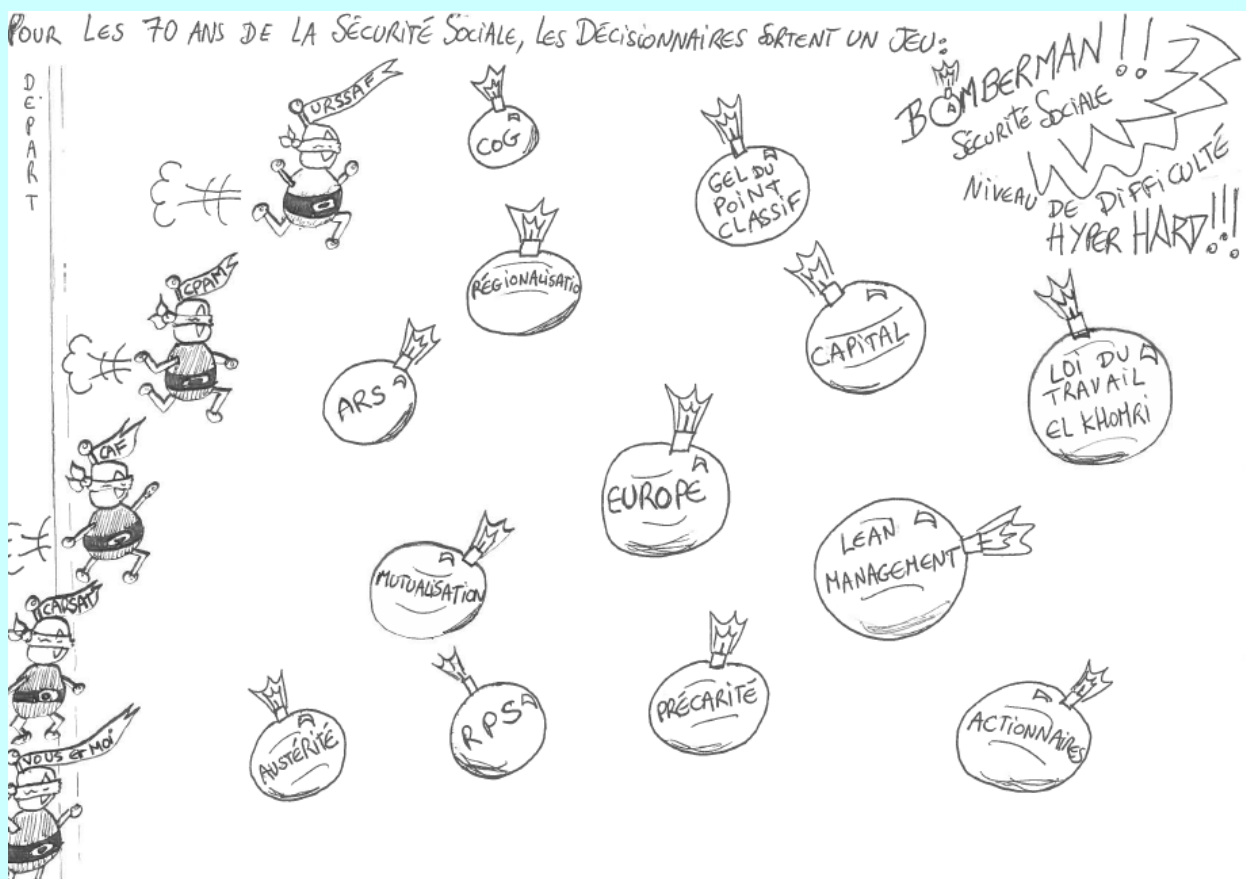 POUR LES 70 ANS DE LA SÉCURITÉ SOCIALE, LES DÉCISIONNAIRES SORTENT UN JEU:
BOMBERMAN!!
SÉCURITÉ SOCIALE
NIVEAU DE DIFFICULTÉ
HYPER HARD!!!
DÉPART
URSSAF
COG
GEL DU
POINT
CLASSIF
CPAM
RÉGIONALISATIO
CAPITAL
LOI DU
TRAVAIL
EL KHOMRI
ARS
CAF
EUROPE
LEAN
MANAGEMENT
MUTUALISATION
CARSAT
VOUS ET MOI
AUSTÉRITÉ
RPS
PRÉCARITÉ
ACTIONNAIRES